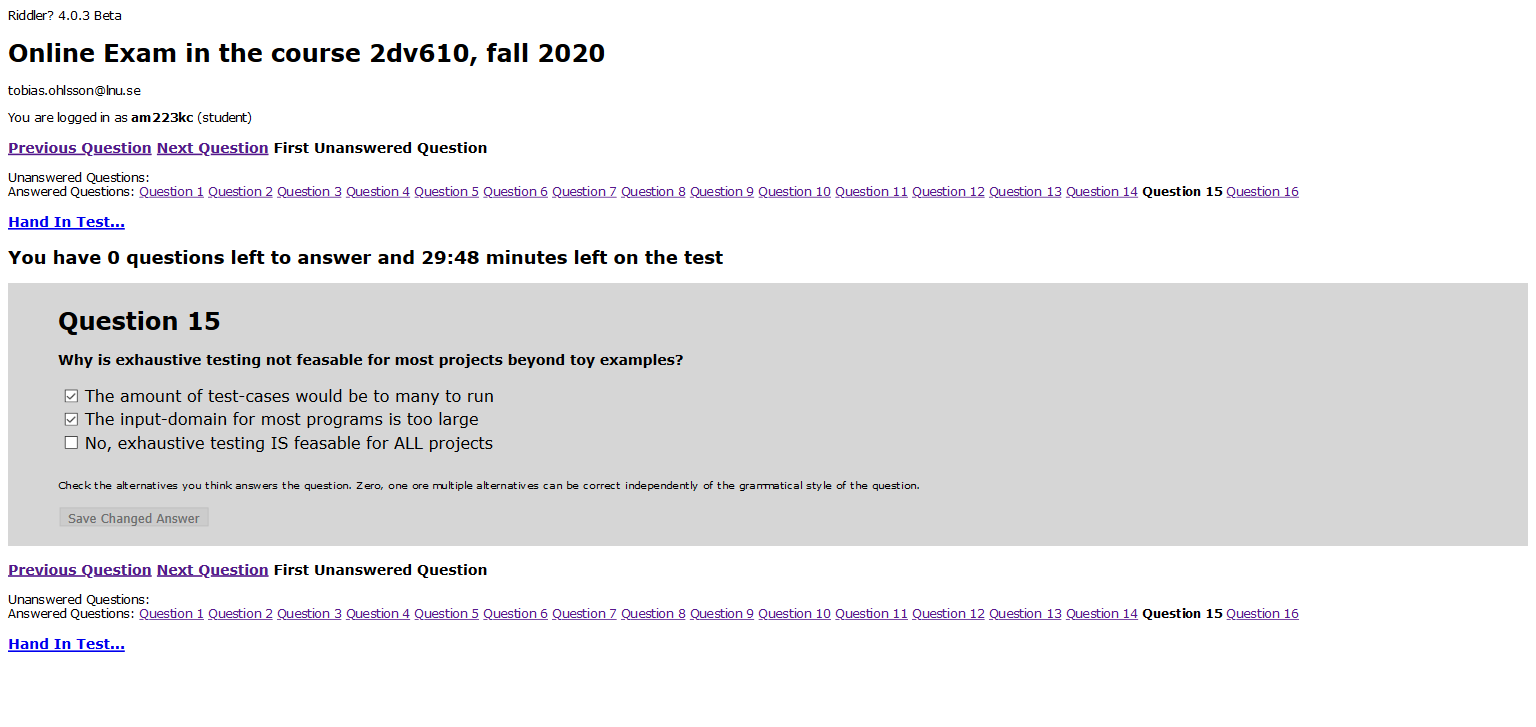 Riddler? 4.0.3 Beta
Online Exam in the course 2dv610, fall 2020
tobias.ohlsson@lnu.se
You are logged in as am223kc (student)
Previous Question Next Question First Unanswered Question
Unanswered Questions:
Answered Questions: Question 1 Question 2 Question 3 Question 4 Question 5 Question 6 Question 7 Question 8 Question 9 Question 10 Question 11 Question 12 Question 13 Question 14 Question 15 Question 16
Hand In Test...
You have 0 questions left to answer and 29:48 minutes left on the test
Question 15
Why is exhaustive testing not feasable for most projects beyond toy examples?
The amount of test-cases would be to many to run
The input-domain for most programs is too large
No, exhaustive testing IS feasable for ALL projects
Check the alternatives you think answers the question. Zero, one ore multiple alternatives can be correct independently of the grammatical style of the question.
Save Changed Answer
Previous Question Next Question First Unanswered Question
Unanswered Questions:
Answered Questions: Question 1 Question 2 Question 3 Question 4 Question 5 Question 6 Question 7 Question 8 Question 9 Question 10 Question 11 Question 12 Question 13 Question 14 Question 15 Question 16
Hand In Test...